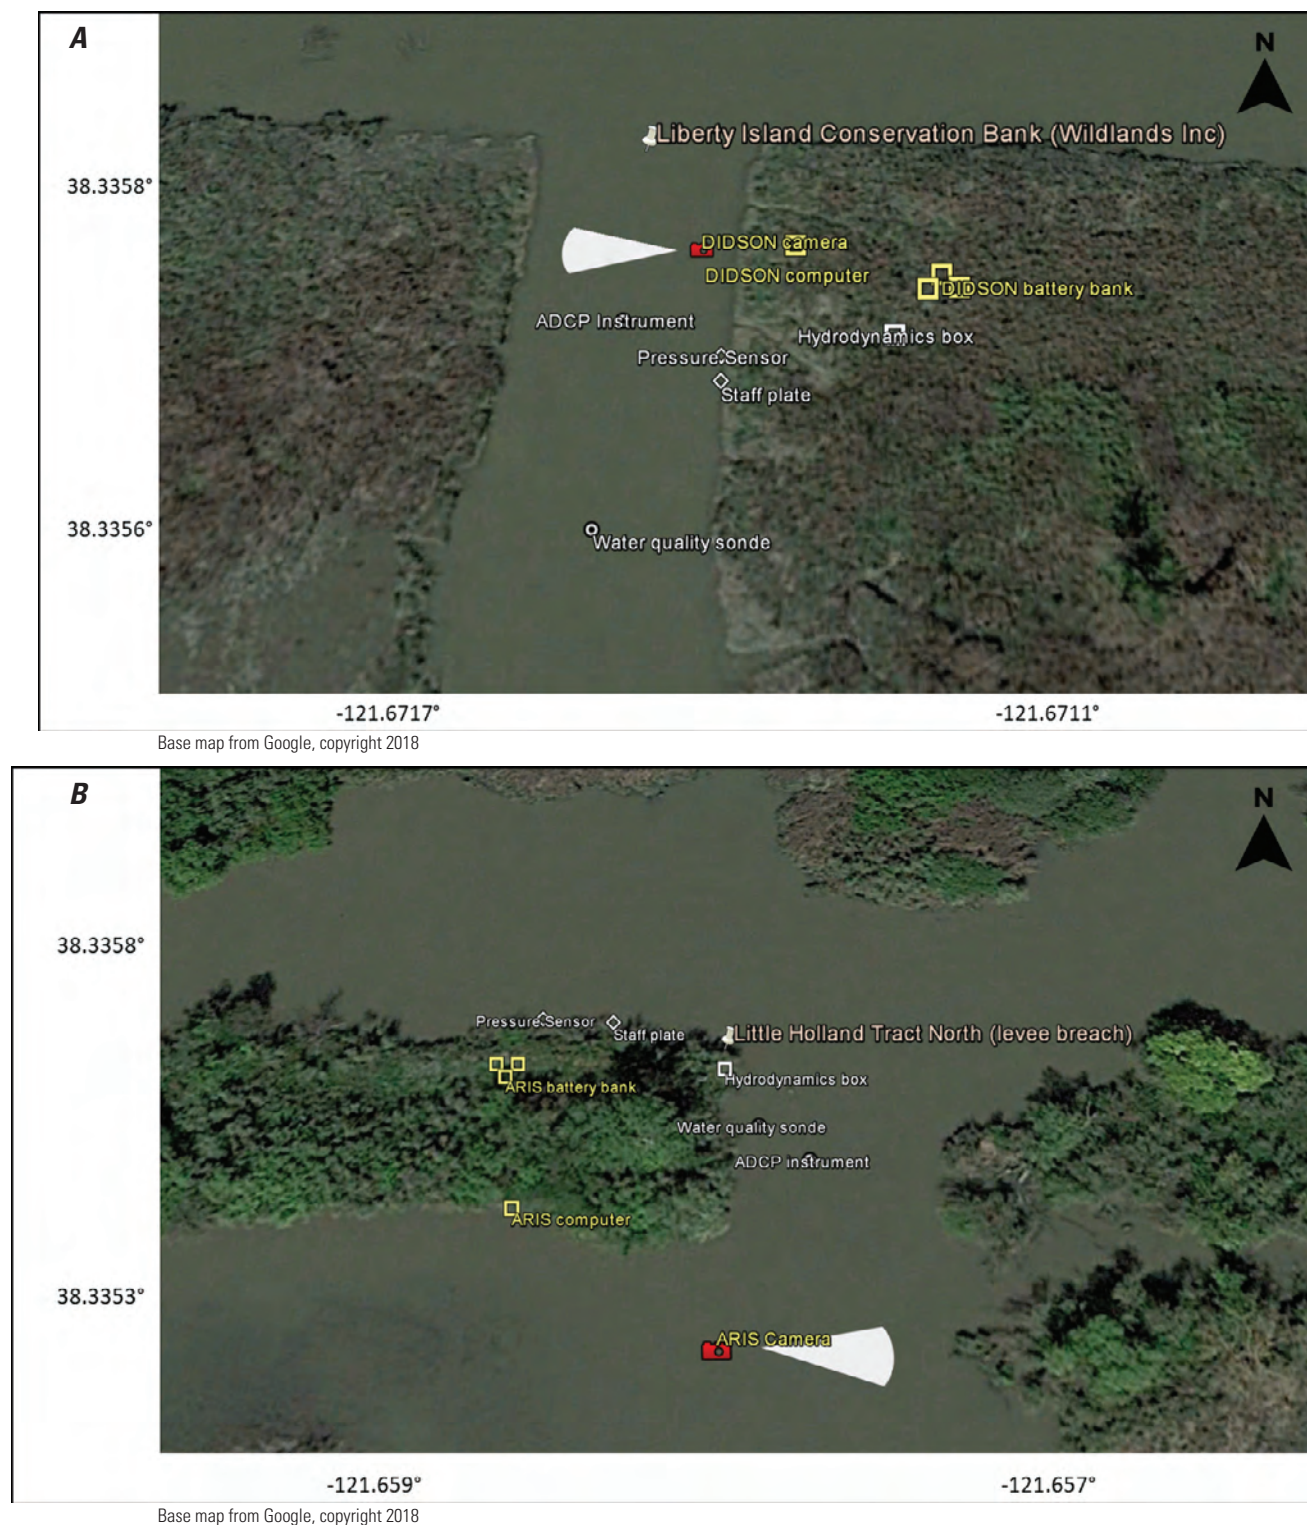 A
N
Liberty Island Conservation Bank (Wildlands Inc)
38.3358°
DIDSON camera
DIDSON computer
DIDSON battery bank
ADCP Instrument
Hydrodynamics box
Pressure Sensor
Staff plate
38.3356°
Water quality sonde
-121.6717°
-121.6711°
Base map from Google, copyright 2018
B
N
38.3358°
Pressure Sensor
Staff plate
Little Holland Tract North (levee breach)
Hydrodynamics box
ARIS battery bank
Water quality sonde
ADCP instrument
ARIS computer
38.3353°
ARIS Camera
-121.659°
-121.657°
Base map from Google, copyright 2018